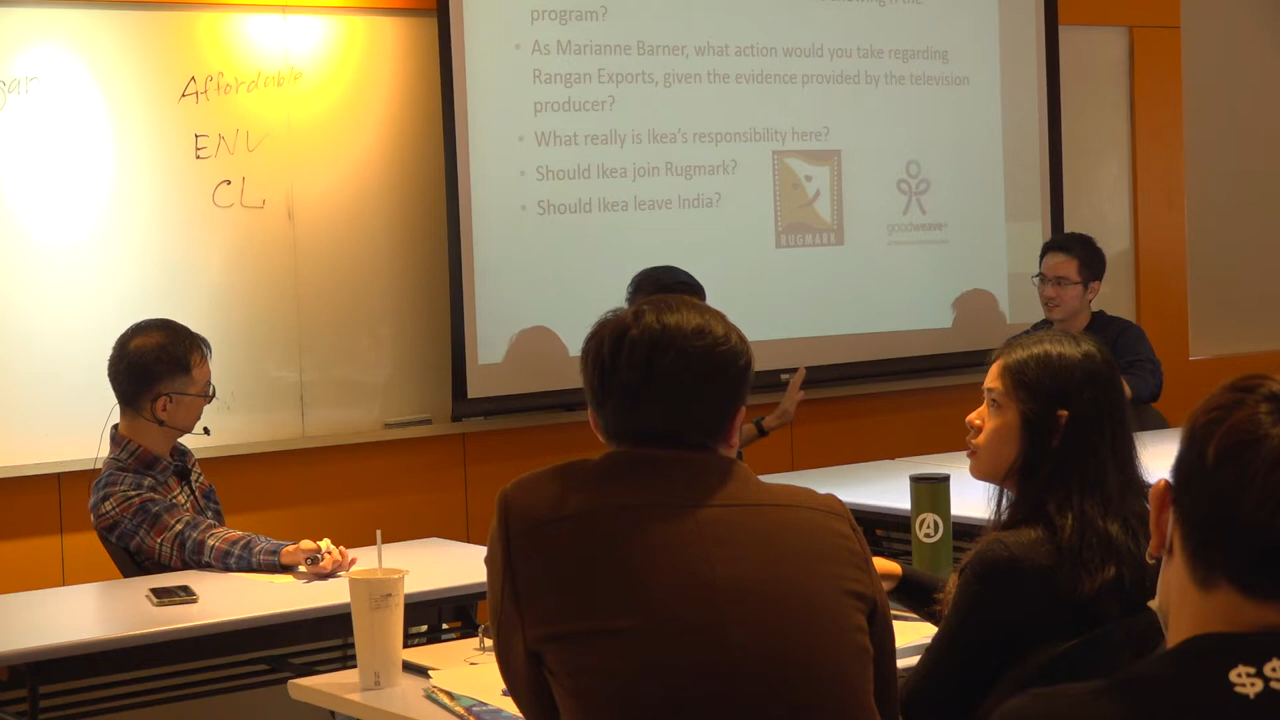 Affordable
ENV
CL
program?
• As Marianne Barner, what action would you take regarding
Rangan Exports, given the evidence provided by the television
producer?
• What really is Ikea's responsibility here?
• Should Ikea join Rugmark?
• Should Ikea leave India?
RUGMARK
goodweave
$$